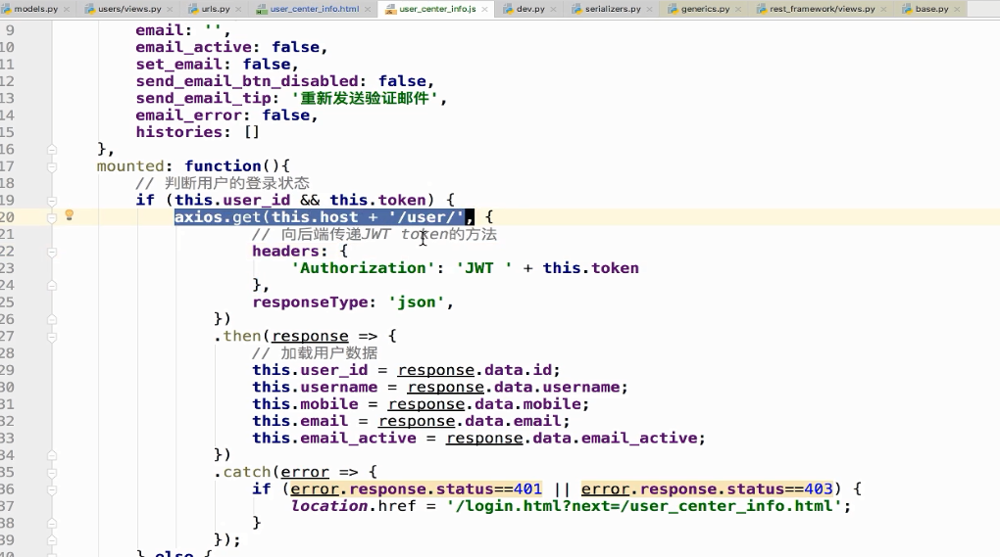 models.py users/views.py urls.py user_center_info.html user_center_info.js dev.py serializers.py generics.py rest_framework/views.py base.py
9 email: '',
10 email_active: false,
11 set_email: false,
12 send_email_btn_disabled: false,
13 send_email_tip: '重新发送验证邮件',
14 email_error: false,
15 histories: []
16 },
17 mounted: function(){
18 // 判断用户的登录状态
19 if (this.user_id && this.token) {
20 axios.get(this.host + '/user/', {
21 // 向后端传递JWT token的方法
22 headers: {
23 'Authorization': 'JWT ' + this.token
24 },
25 responseType: 'json',
26 })
27 .then(response => {
28 // 加载用户数据
29 this.user_id = response.data.id;
30 this.username = response.data.username;
31 this.mobile = response.data.mobile;
32 this.email = response.data.email;
33 this.email_active = response.data.email_active;
34 })
35 .catch(error => {
36 if (error.response.status==401 || error.response.status==403) {
37 location.href = '/login.html?next=/user_center_info.html';
38 }
39 });
40 } else {